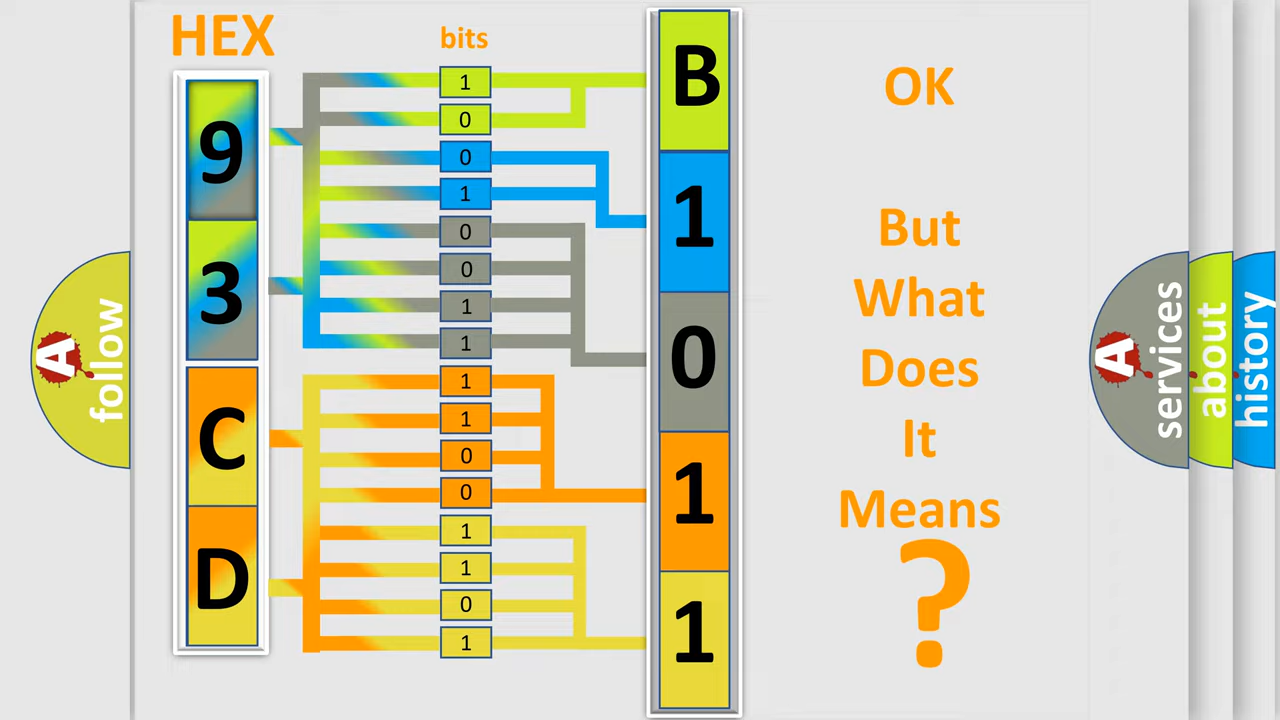 HEX
bits
9
3
C
D
1
0
0
1
0
0
1
1
1
1
0
0
1
1
0
1
B
1
0
1
1
OK
But
What
Does
It
Means
?
A
follow
A
services
about
history